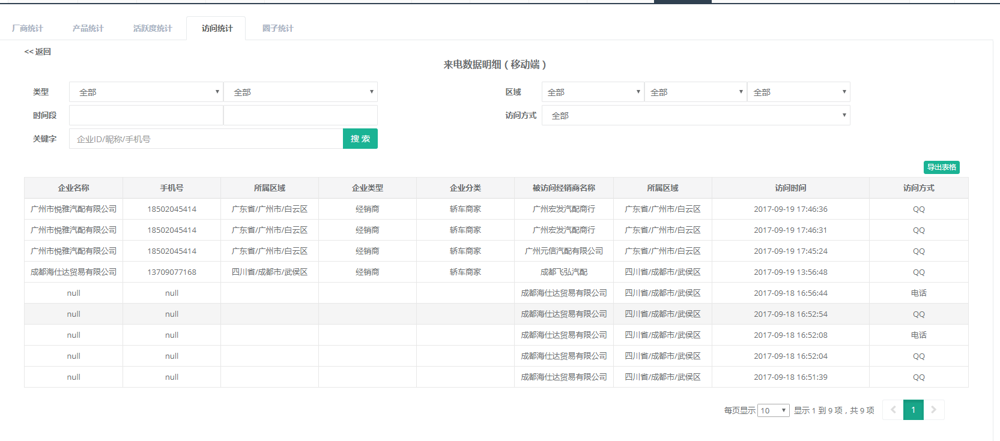 厂商统计 产品统计 活跃度统计 访问统计 圈子统计
<< 返回
来电数据明细（移动端）
类型 全部 全部 区域 全部 全部 全部
时间段 访问方式 全部
关键字 企业ID/昵称/手机号 搜 索
导出表格
企业名称 手机号 所属区域 企业类型 企业分类 被访问经销商名称 所属区域 访问时间 访问方式
广州市悦雅汽配有限公司 18502045414 广东省/广州市/白云区 经销商 轿车商家 广州宏发汽配商行 广东省/广州市/白云区 2017-09-19 17:46:36 QQ
广州市悦雅汽配有限公司 18502045414 广东省/广州市/白云区 经销商 轿车商家 广州宏发汽配商行 广东省/广州市/白云区 2017-09-19 17:46:31 QQ
广州市悦雅汽配有限公司 18502045414 广东省/广州市/白云区 经销商 轿车商家 广州元信汽配有限公司 广东省/广州市/白云区 2017-09-19 17:45:24 QQ
成都海仕达贸易有限公司 13709077168 四川省/成都市/武侯区 经销商 轿车商家 成都飞弘汽配 四川省/成都市/武侯区 2017-09-19 13:56:48 QQ
null null 成都海仕达贸易有限公司 四川省/成都市/武侯区 2017-09-18 16:56:44 电话
null null 成都海仕达贸易有限公司 四川省/成都市/武侯区 2017-09-18 16:52:54 QQ
null null 成都海仕达贸易有限公司 四川省/成都市/武侯区 2017-09-18 16:52:08 电话
null null 成都海仕达贸易有限公司 四川省/成都市/武侯区 2017-09-18 16:52:04 QQ
null null 成都海仕达贸易有限公司 四川省/成都市/武侯区 2017-09-18 16:51:39 QQ
每页显示 10 显示 1 到 9 项，共 9 项 1